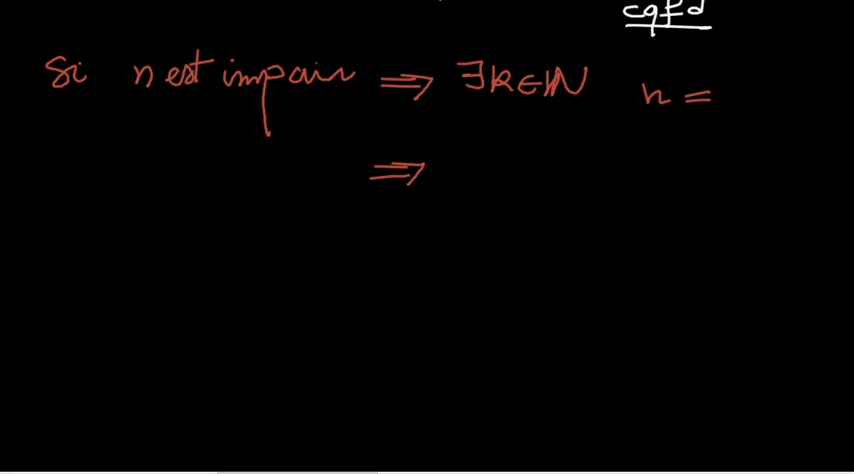 cqfd
Si n est impair ⟹ ∃k∈ℕ n =
⟹